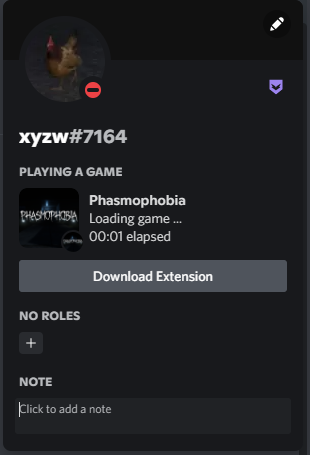 xyzw#7164
PLAYING A GAME
PHASMOPHOBIA
Phasmophobia
Loading game ...
00:01 elapsed
Download Extension
NO ROLES
+
NOTE
Click to add a note